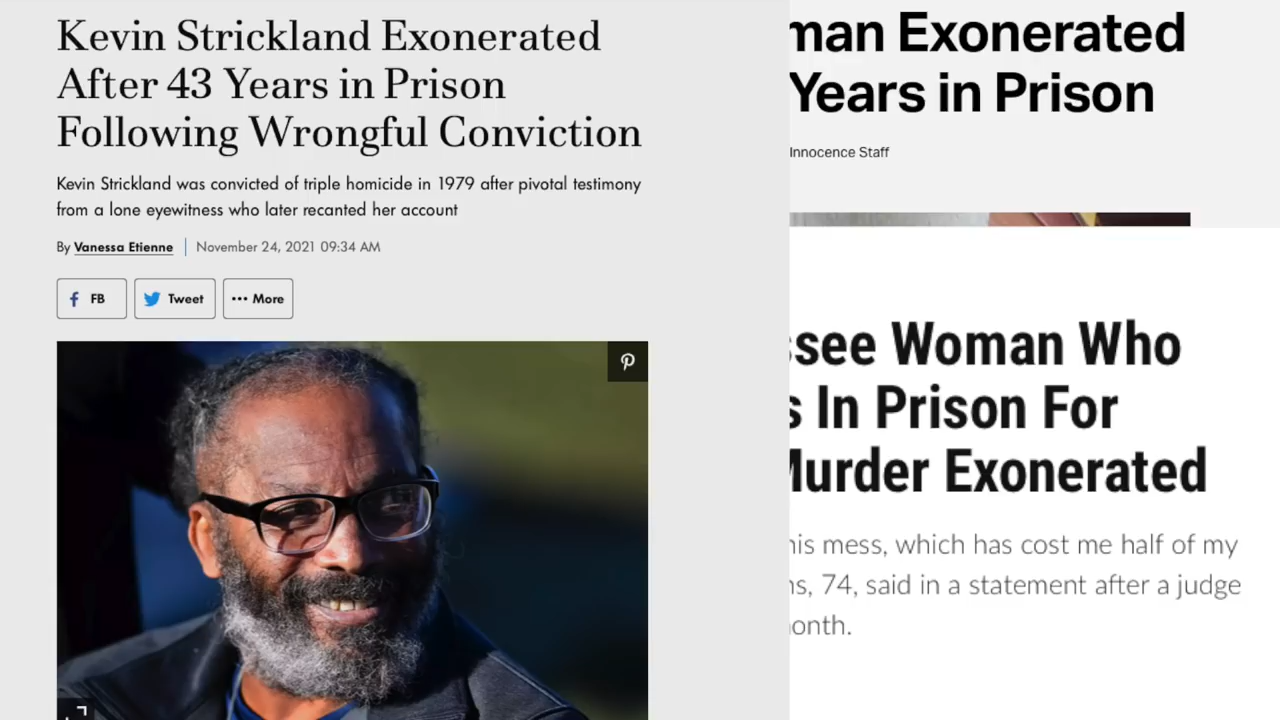 Kevin Strickland Exonerated
After 43 Years in Prison
Following Wrongful Conviction
Kevin Strickland was convicted of triple homicide in 1979 after pivotal testimony
from a lone eyewitness who later recanted her account
By Vanessa Etienne | November 24, 2021 09:34 AM
FB Tweet ••• More
man Exonerated
Years in Prison
Innocence Staff
ssee Woman Who
s In Prison For
Murder Exonerated
his mess, which has cost me half of my
ns, 74, said in a statement after a judge
onth.